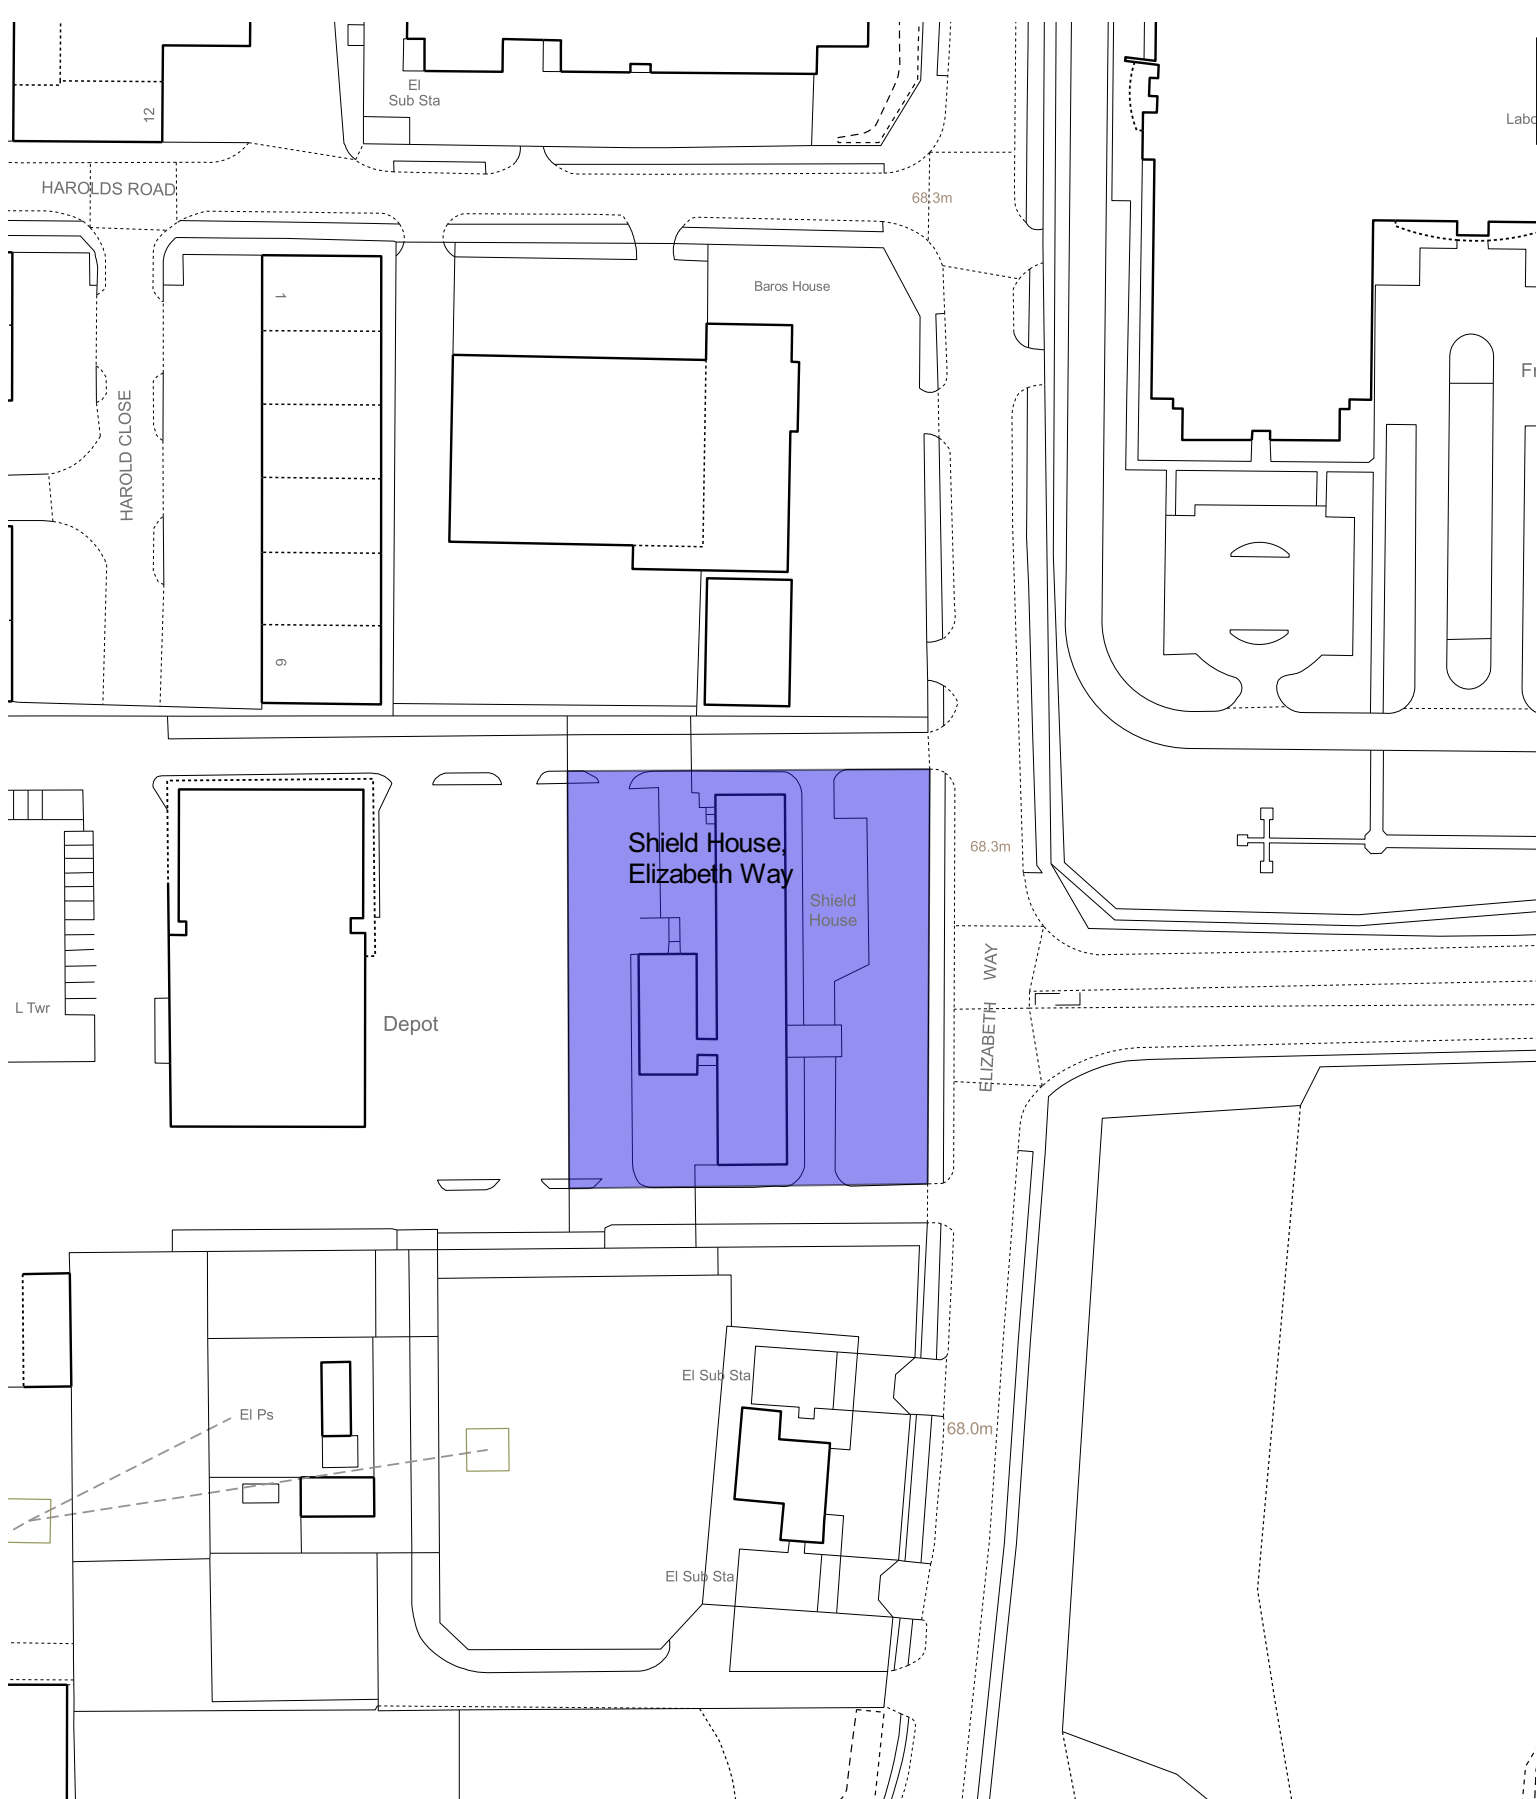 El
Sub Sta
12
Labo
HAROLDS ROAD
68.3m
Baros House
1
Fr
HAROLD CLOSE
9
Shield House,
Elizabeth Way
68.3m
Shield
House
ELIZABETH WAY
L Twr
Depot
El Sub Sta
El Ps
68.0m
El Sub Sta